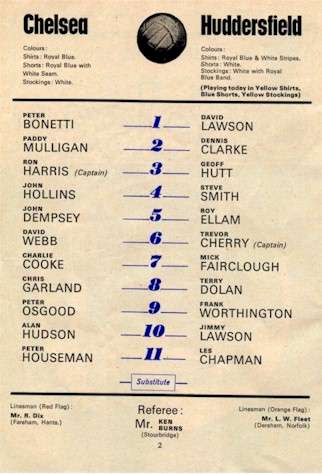 Chelsea
Colours:
Shirts: Royal Blue.
Shorts: Royal Blue with
White Seam.
Stockings: White.
Huddersfield
Colours:
Shirts: Royal Blue & White Stripes.
Shorts: White.
Stockings: White with Royal
Blue Band.
(Playing today in Yellow Shirts,
Blue Shorts, Yellow Stockings)
PETER BONETTI 1 DAVID LAWSON
PADDY MULLIGAN 2 DENNIS CLARKE
RON HARRIS (Captain) 3 GEOFF HUTT
JOHN HOLLINS 4 STEVE SMITH
JOHN DEMPSEY 5 ROY ELLAM
DAVID WEBB 6 TREVOR CHERRY (Captain)
CHARLIE COOKE 7 MICK FAIRCLOUGH
CHRIS GARLAND 8 TERRY DOLAN
PETER OSGOOD 9 FRANK WORTHINGTON
ALAN HUDSON 10 JIMMY LAWSON
PETER HOUSEMAN 11 LES CHAPMAN
Substitute
Linesman (Red Flag):
Mr. R. Dix
(Fareham, Hants.)
Referee:
Mr. KEN BURNS
(Stourbridge)
Linesman (Orange Flag):
Mr. L. W. Fleet
(Dersham, Norfolk)
2